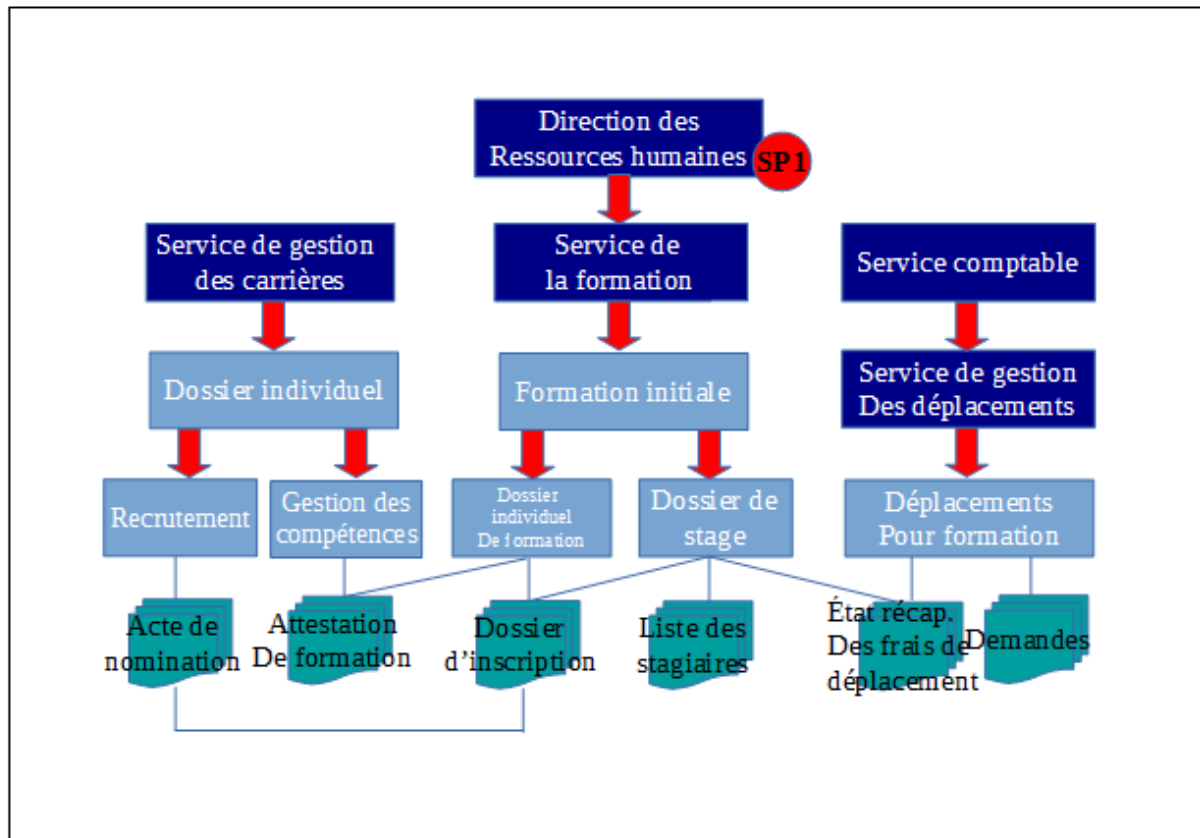 Direction des
Ressources humaines
SP1
Service de gestion
des carrières
Service de
la formation
Service comptable
Dossier individuel
Formation initiale
Service de gestion
Des déplacements
Recrutement
Gestion des
compétences
Dossier
individuel
De formation
Dossier de
stage
Déplacements
Pour formation
Acte de
nomination
Attestation
De formation
Dossier
d’inscription
Liste des
stagiaires
État récap.
Des frais de
déplacement
Demandes